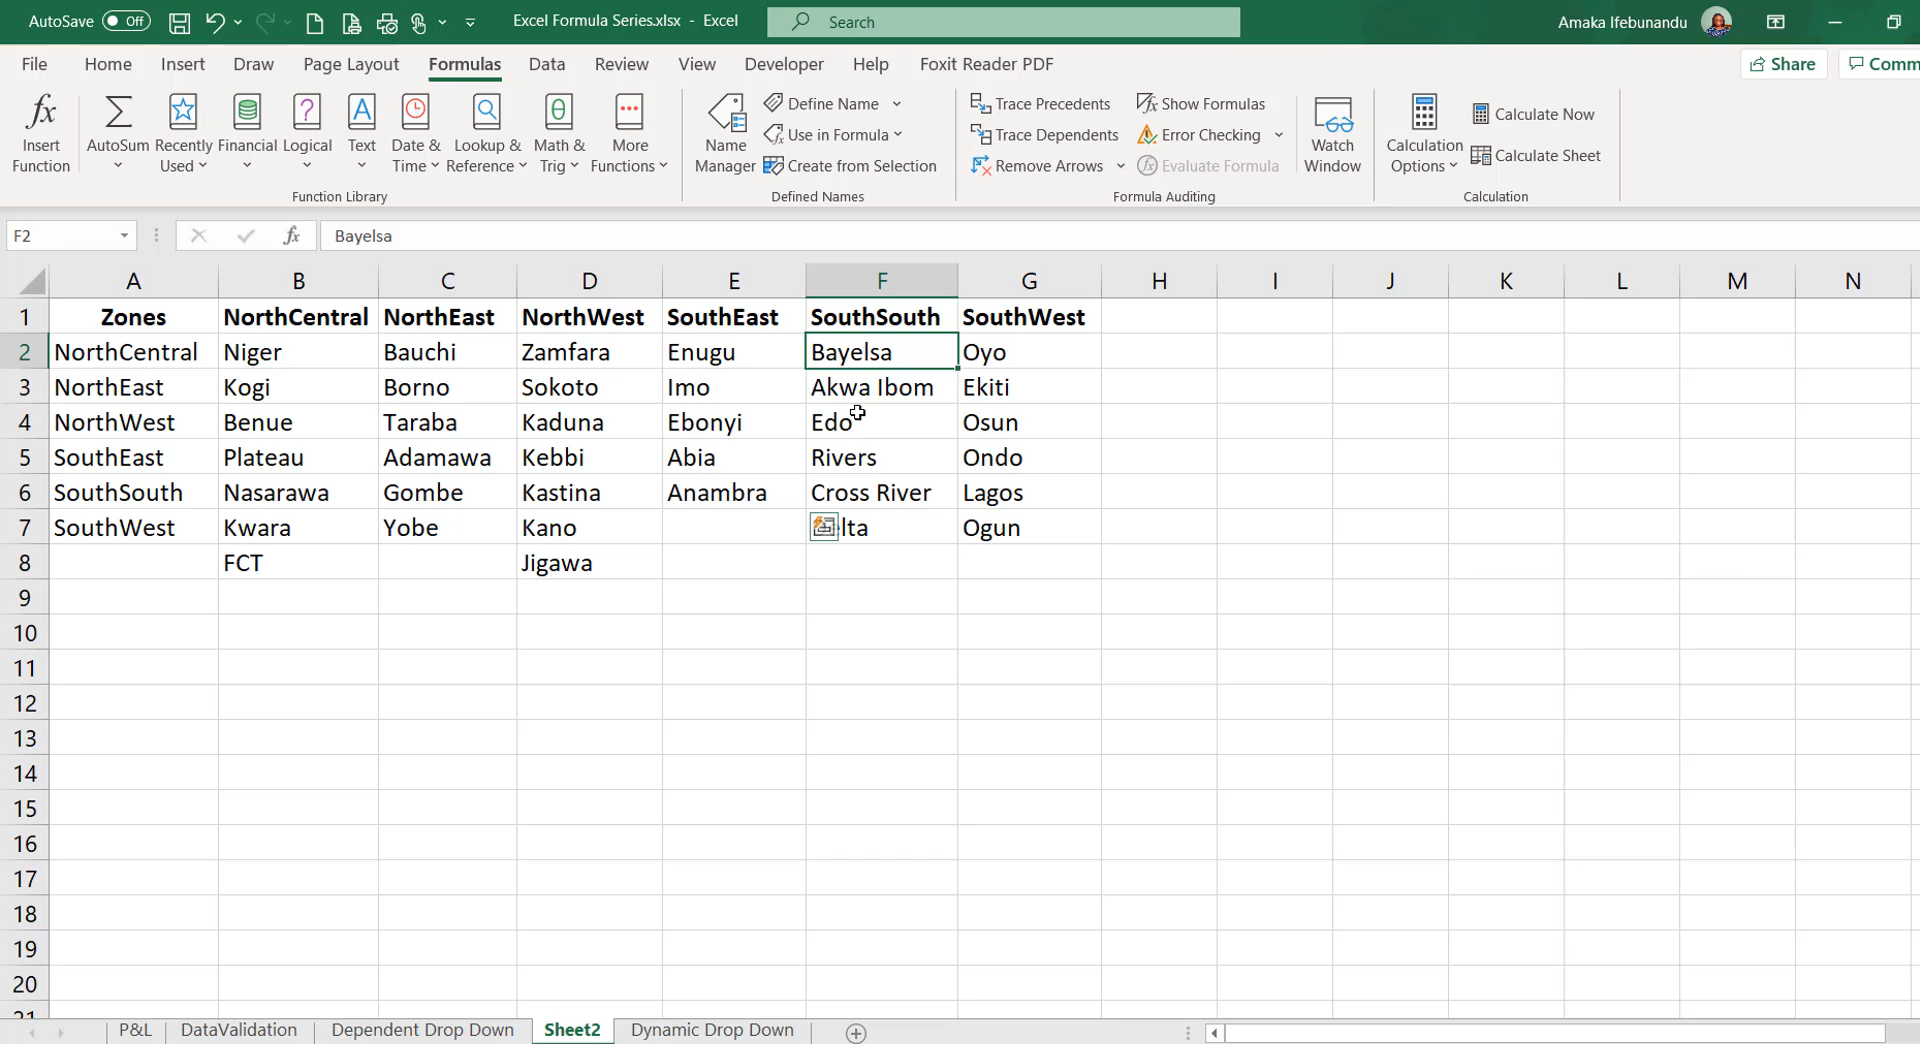 AutoSave Off Excel Formula Series.xlsx - Excel Search Amaka Ifebunandu
File Home Insert Draw Page Layout Formulas Data Review View Developer Help Foxit Reader PDF Share Comm
Insert Function AutoSum Recently Used Financial Logical Text Date & Time Lookup & Reference Math & Trig More Functions
Function Library
Name Manager Define Name Use in Formula Create from Selection
Defined Names
Trace Precedents Trace Dependents Remove Arrows Show Formulas Error Checking Evaluate Formula Watch Window
Formula Auditing
Calculation Options Calculate Now Calculate Sheet
Calculation
F2 fx Bayelsa
A B C D E F G H I J K L M N
1 Zones NorthCentral NorthEast NorthWest SouthEast SouthSouth SouthWest
2 NorthCentral Niger Bauchi Zamfara Enugu Bayelsa Oyo
3 NorthEast Kogi Borno Sokoto Imo Akwa Ibom Ekiti
4 NorthWest Benue Taraba Kaduna Ebonyi Edo Osun
5 SouthEast Plateau Adamawa Kebbi Abia Rivers Ondo
6 SouthSouth Nasarawa Gombe Kastina Anambra Cross River Lagos
7 SouthWest Kwara Yobe Kano lta Ogun
8 FCT Jigawa
9
10
11
12
13
14
15
16
17
18
19
20
21
P&L DataValidation Dependent Drop Down Sheet2 Dynamic Drop Down